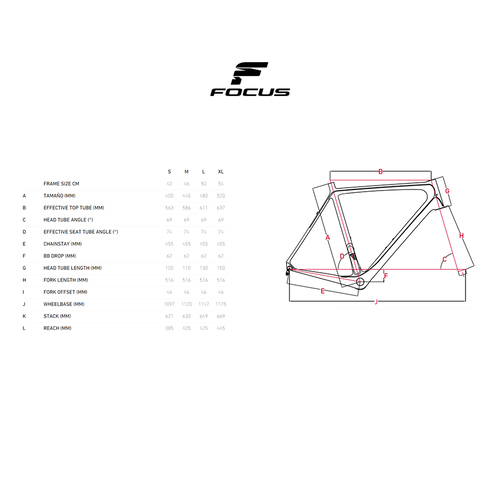 FOCUS
S M L XL
FRAME SIZE CM 42 46 50 54
A TAMAÑO (MM) 400 440 480 520
B EFFECTIVE TOP TUBE (MM) 562 586 611 637
C HEAD TUBE ANGLE (°) 69 69 69 69
D EFFECTIVE SEAT TUBE ANGLE (°) 74 74 74 74
E CHAINSTAY (MM) 455 455 455 455
F BB DROP (MM) 62 62 62 62
G HEAD TUBE LENGTH (MM) 100 110 130 150
H FORK LENGTH (MM) 516 516 516 516
I FORK OFFSET (MM) 46 46 46 46
J WHEELBASE (MM) 1097 1120 1147 1175
K STACK (MM) 621 630 649 669
L REACH (MM) 385 405 425 445
B
G
A
H
D
C
F
E
J